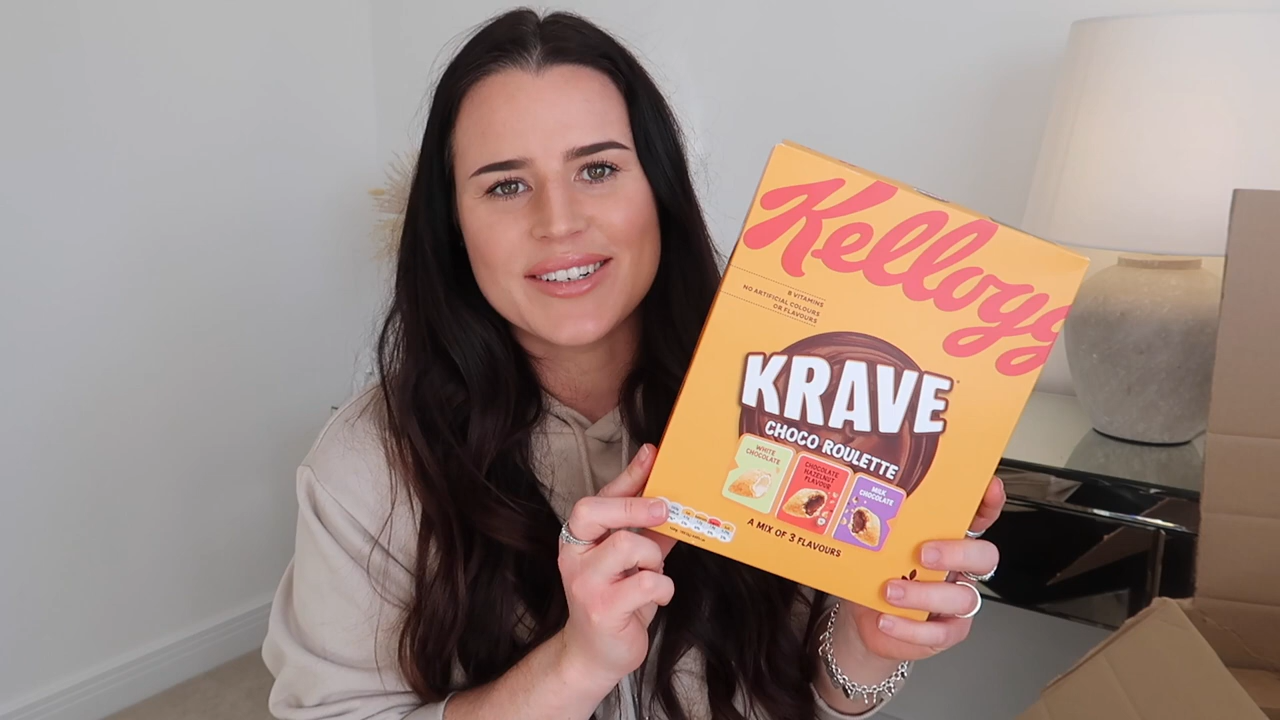 Kellogg
8 VITAMINS
NO ARTIFICIAL COLOURS
OR FLAVOURS
KRAVE
CHOCO ROULETTE
WHITE
CHOCOLATE
CHOCOLATE
HAZELNUT
FLAVOUR
MILK
CHOCOLATE
A MIX OF 3 FLAVOURS